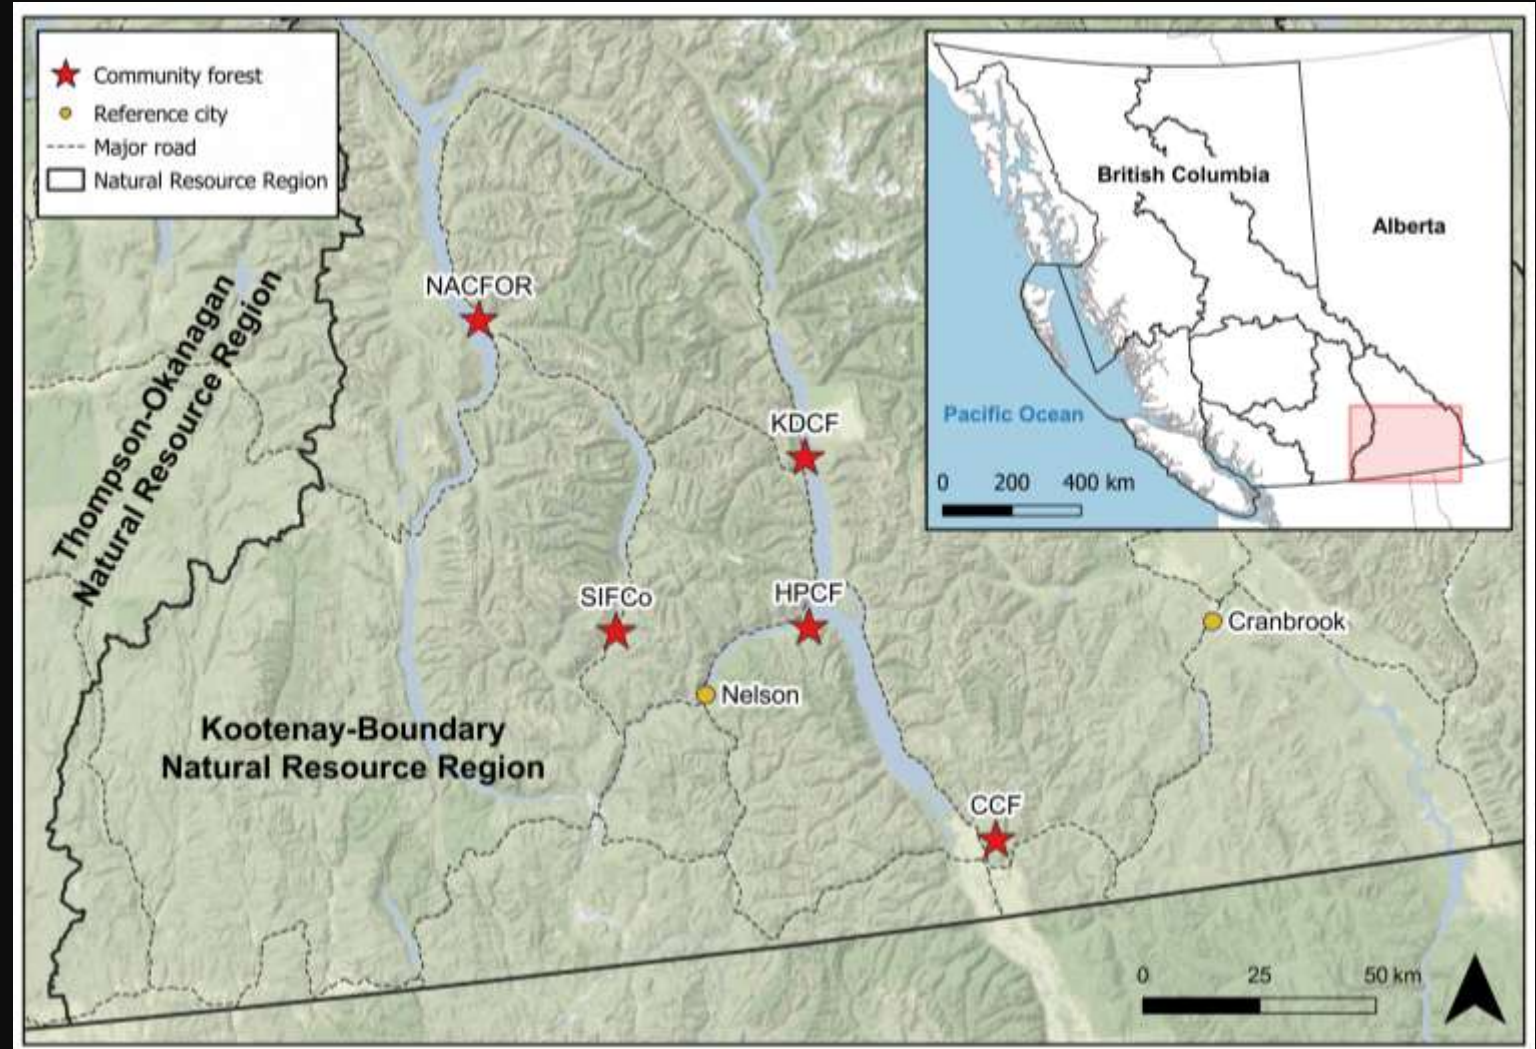 Community forest
Reference city
Major road
Natural Resource Region
British Columbia
Alberta
Pacific Ocean
0 200 400 km
NACFOR
Thompson-Okanagan
Natural Resource Region
KDCF
SIFCo
HPCF
Cranbrook
Nelson
Kootenay-Boundary
Natural Resource Region
CCF
0 25 50 km